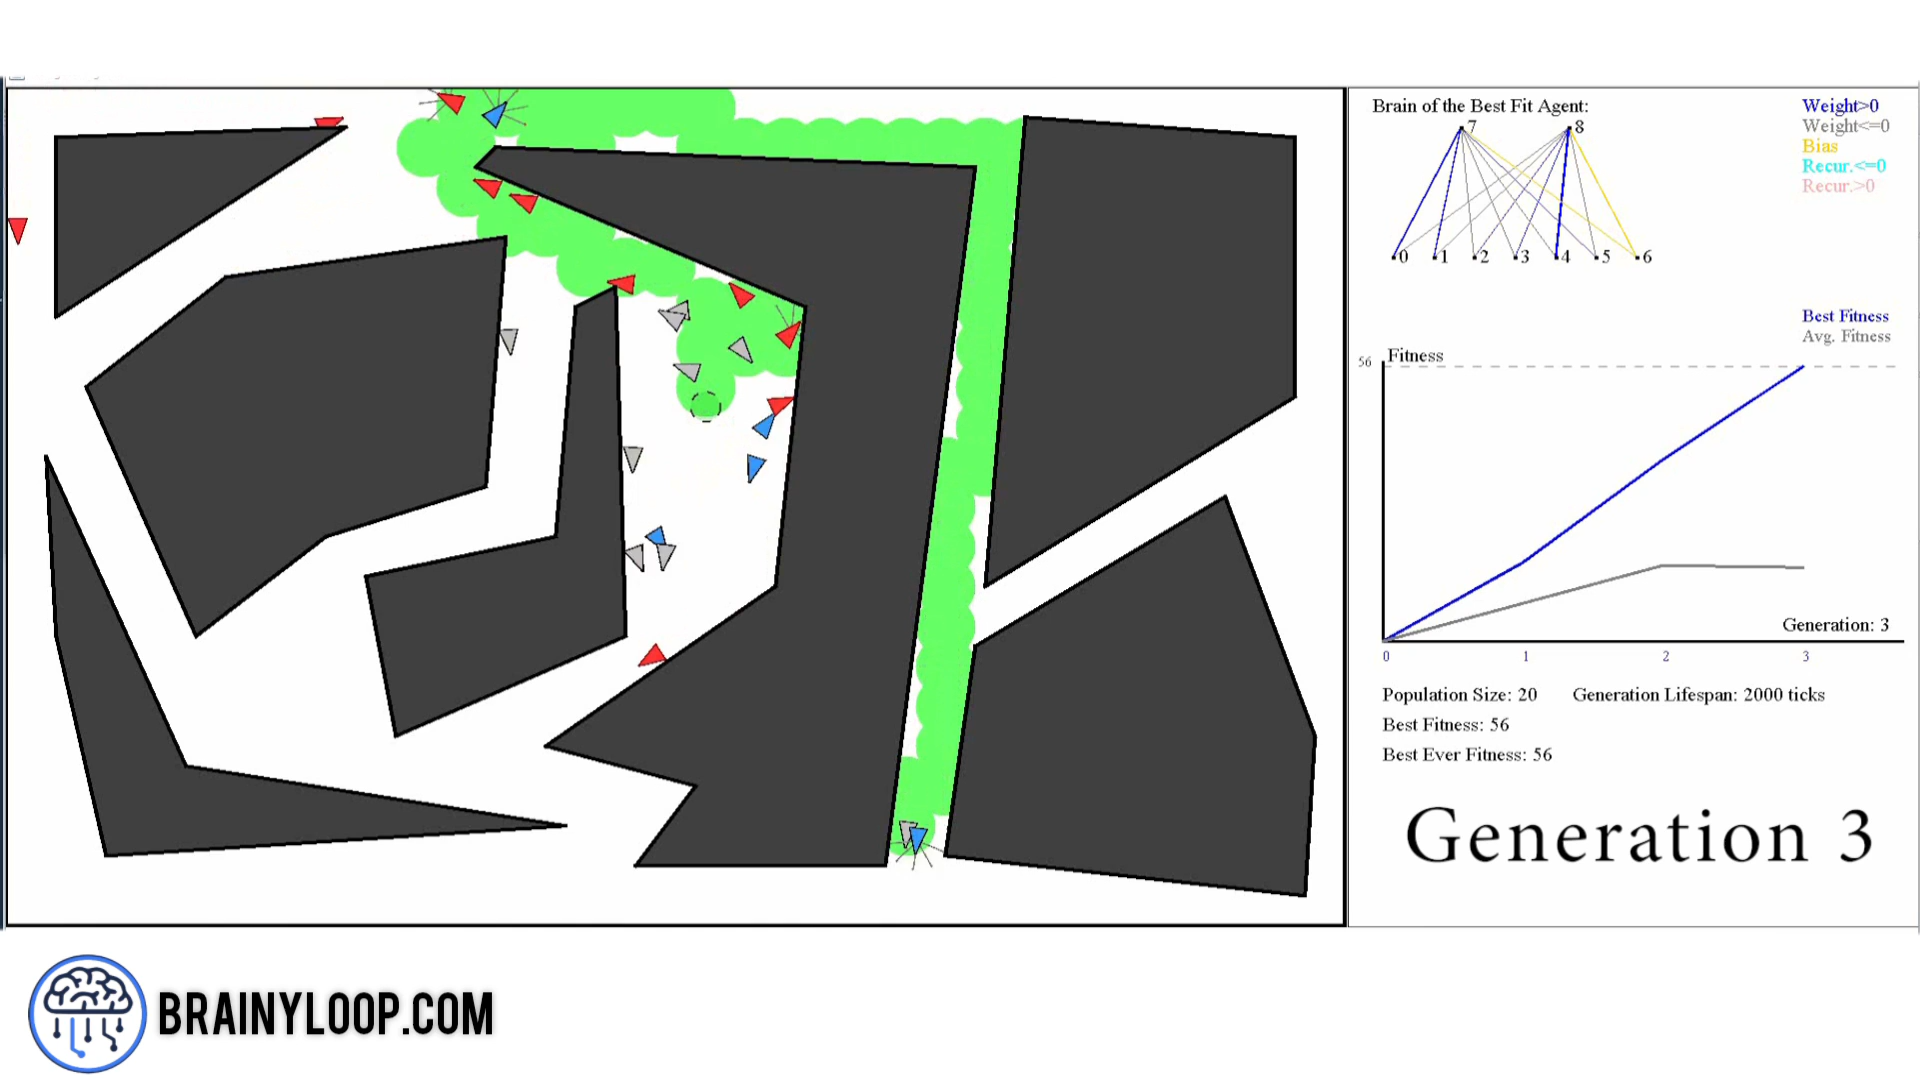 Brain of the Best Fit Agent:
Weight>0
Weight<=0
Bias
Recur.<=0
Recur.>0
7 8
0 1 2 3 4 5 6
Best Fitness
Avg. Fitness
56 Fitness
Generation: 3
0 1 2 3
Population Size: 20 Generation Lifespan: 2000 ticks
Best Fitness: 56
Best Ever Fitness: 56
Generation 3
BRAINYLOOP.COM